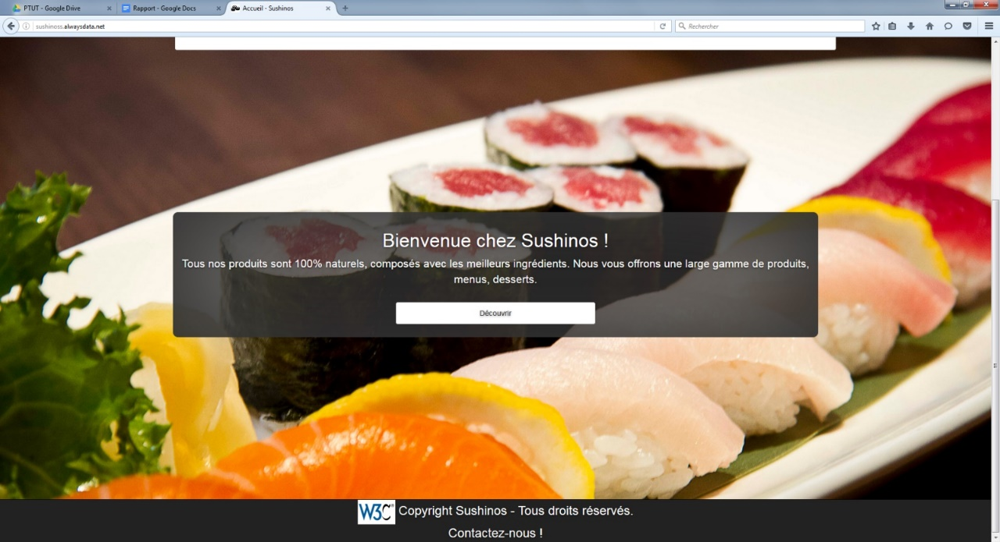 PTUT - Google Drive
Rapport - Google Docs
Accueil - Sushinos
sushinoss.alwaysdata.net
Rechercher
Bienvenue chez Sushinos !
Tous nos produits sont 100% naturels, composés avec les meilleurs ingrédients. Nous vous offrons une large gamme de produits,
menus, desserts.
Découvrir
W3C® Copyright Sushinos - Tous droits réservés.
Contactez-nous !